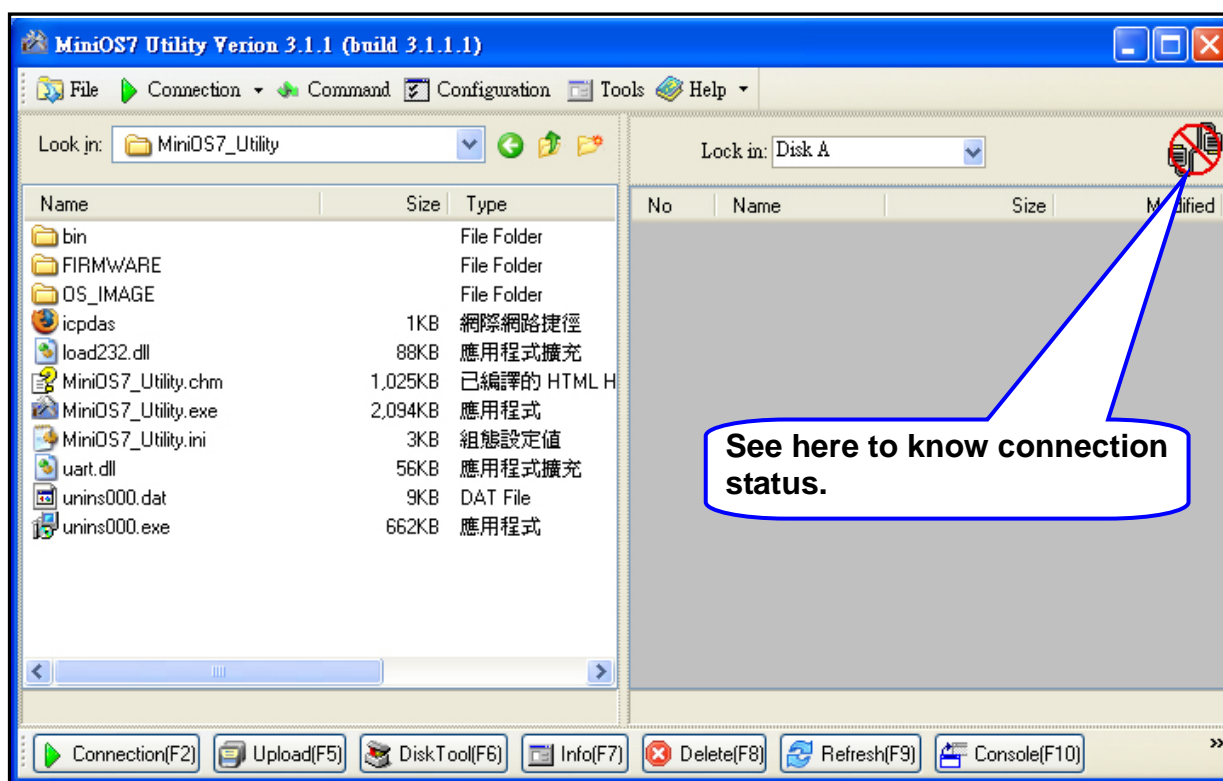 MiniOS7 Utility Verion 3.1.1 (build 3.1.1.1)
File Connection Command Configuration Tools Help
Look in: MiniOS7_Utility
Lock in: Disk A
Name Size Type
No Name Size Modified
bin File Folder
FIRMWARE File Folder
OS_IMAGE File Folder
icpdas 1KB 網際網路捷徑
load232.dll 88KB 應用程式擴充
MiniOS7_Utility.chm 1,025KB 已編譯的 HTML H
MiniOS7_Utility.exe 2,094KB 應用程式
MiniOS7_Utility.ini 3KB 組態設定值
uart.dll 56KB 應用程式擴充
unins000.dat 9KB DAT File
unins000.exe 662KB 應用程式
See here to know connection
status.
Connection(F2) Upload(F5) DiskTool(F6) Info(F7) Delete(F8) Refresh(F9) Console(F10) »